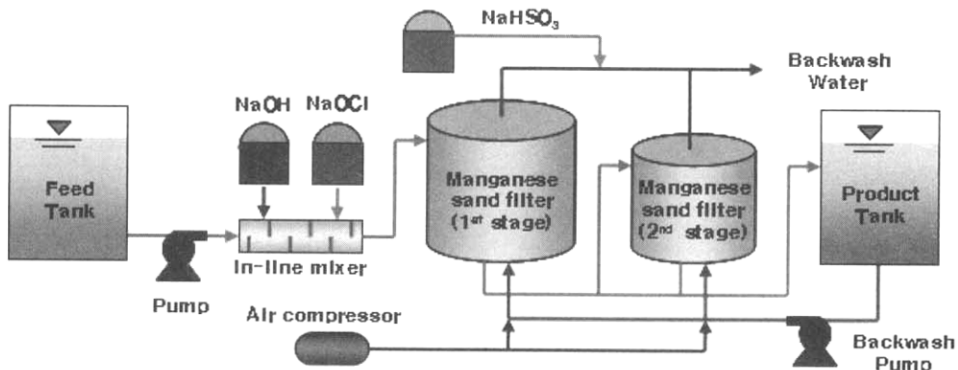 NaHSO3
Backwash
Water
NaOH
NaOCl
Feed
Tank
Manganese
sand filter
(1st stage)
Manganese
sand filter
(2nd stage)
Product
Tank
In-line mixer
Pump
Air compressor
Backwash
Pump